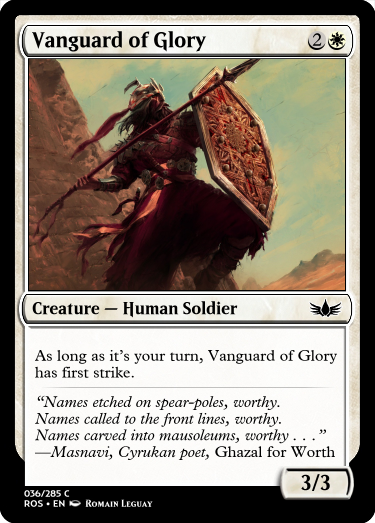 Vanguard of Glory 2
Creature — Human Soldier
As long as it's your turn, Vanguard of Glory
has first strike.
“Names etched on spear-poles, worthy.
Names called to the front lines, worthy.
Names carved into mausoleums, worthy . . .”
—Masnavi, Cyrukan poet, Ghazal for Worth
3/3
036/285 C
ROS • EN Romain Leguay